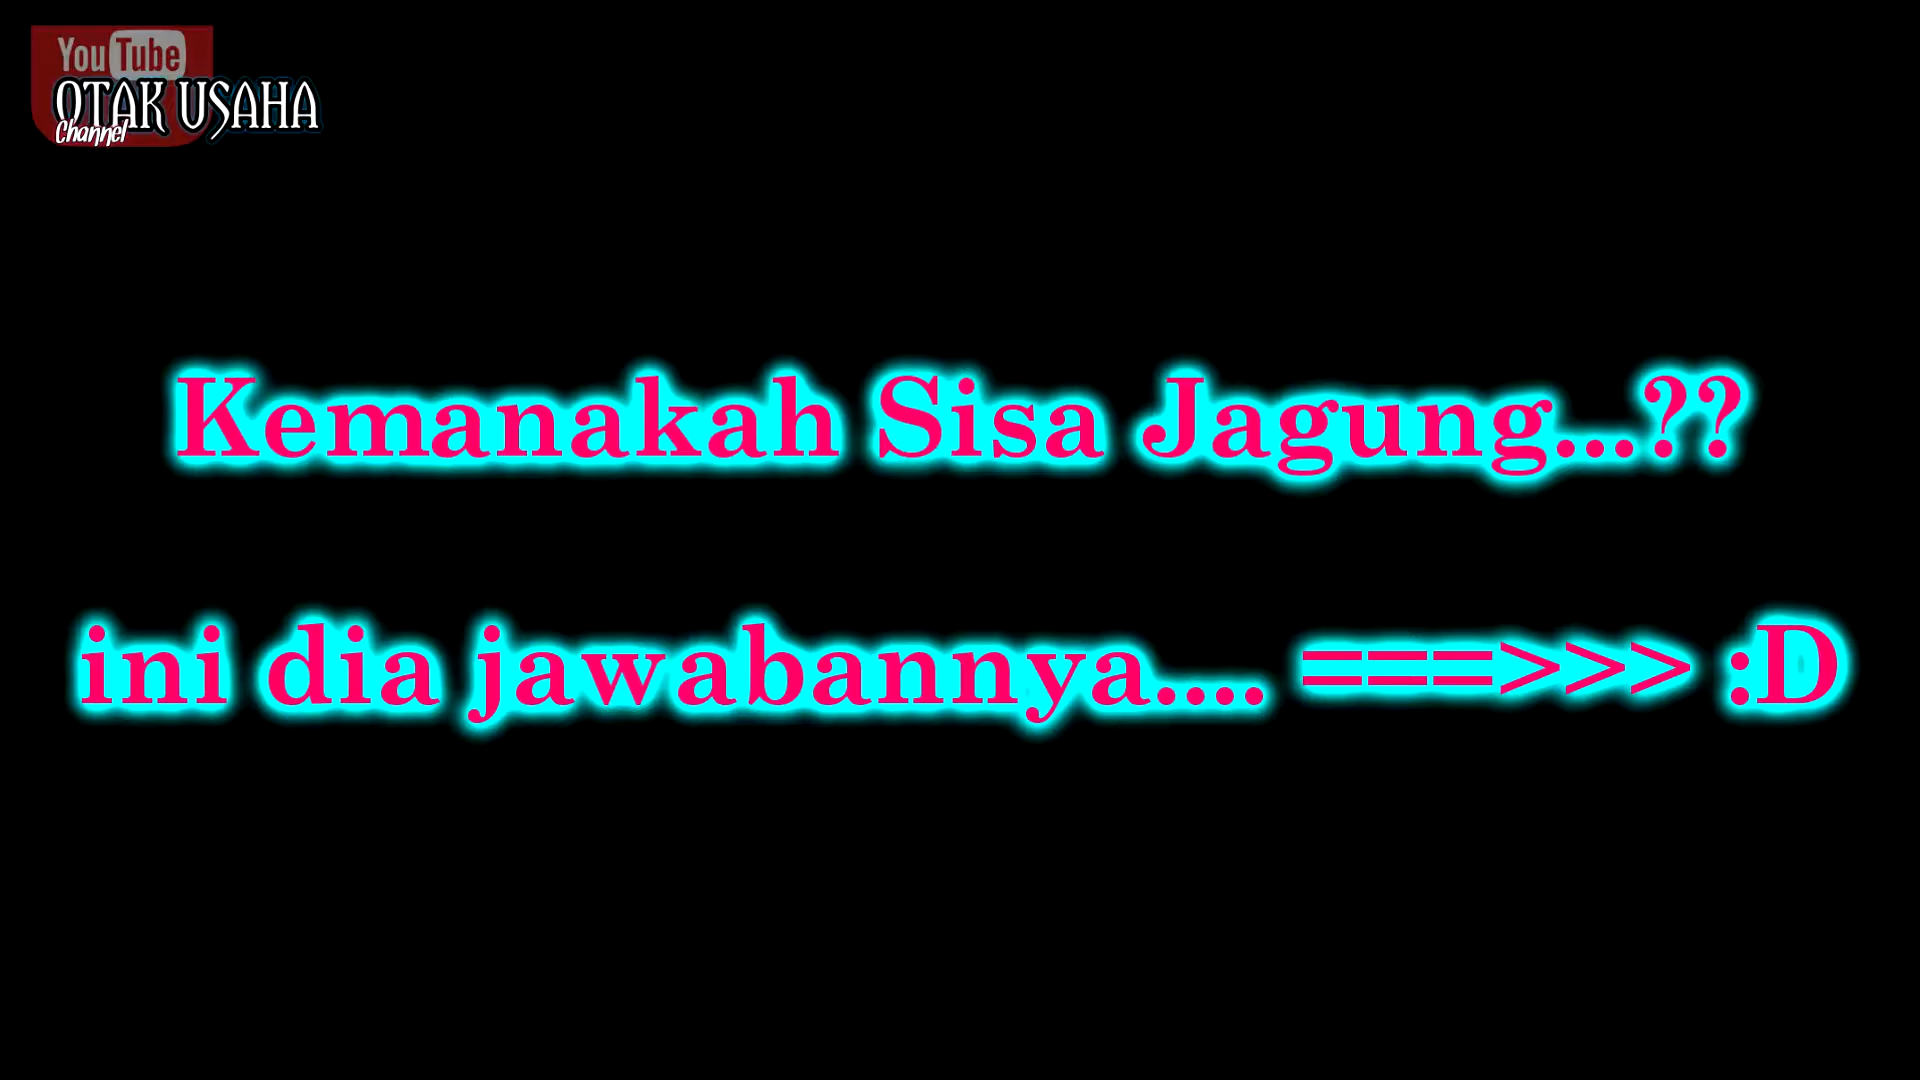 YouTube
OTAK USAHA
Channel
Kemanakah Sisa Jagung...??
ini dia jawabannya.... ===>>> :D